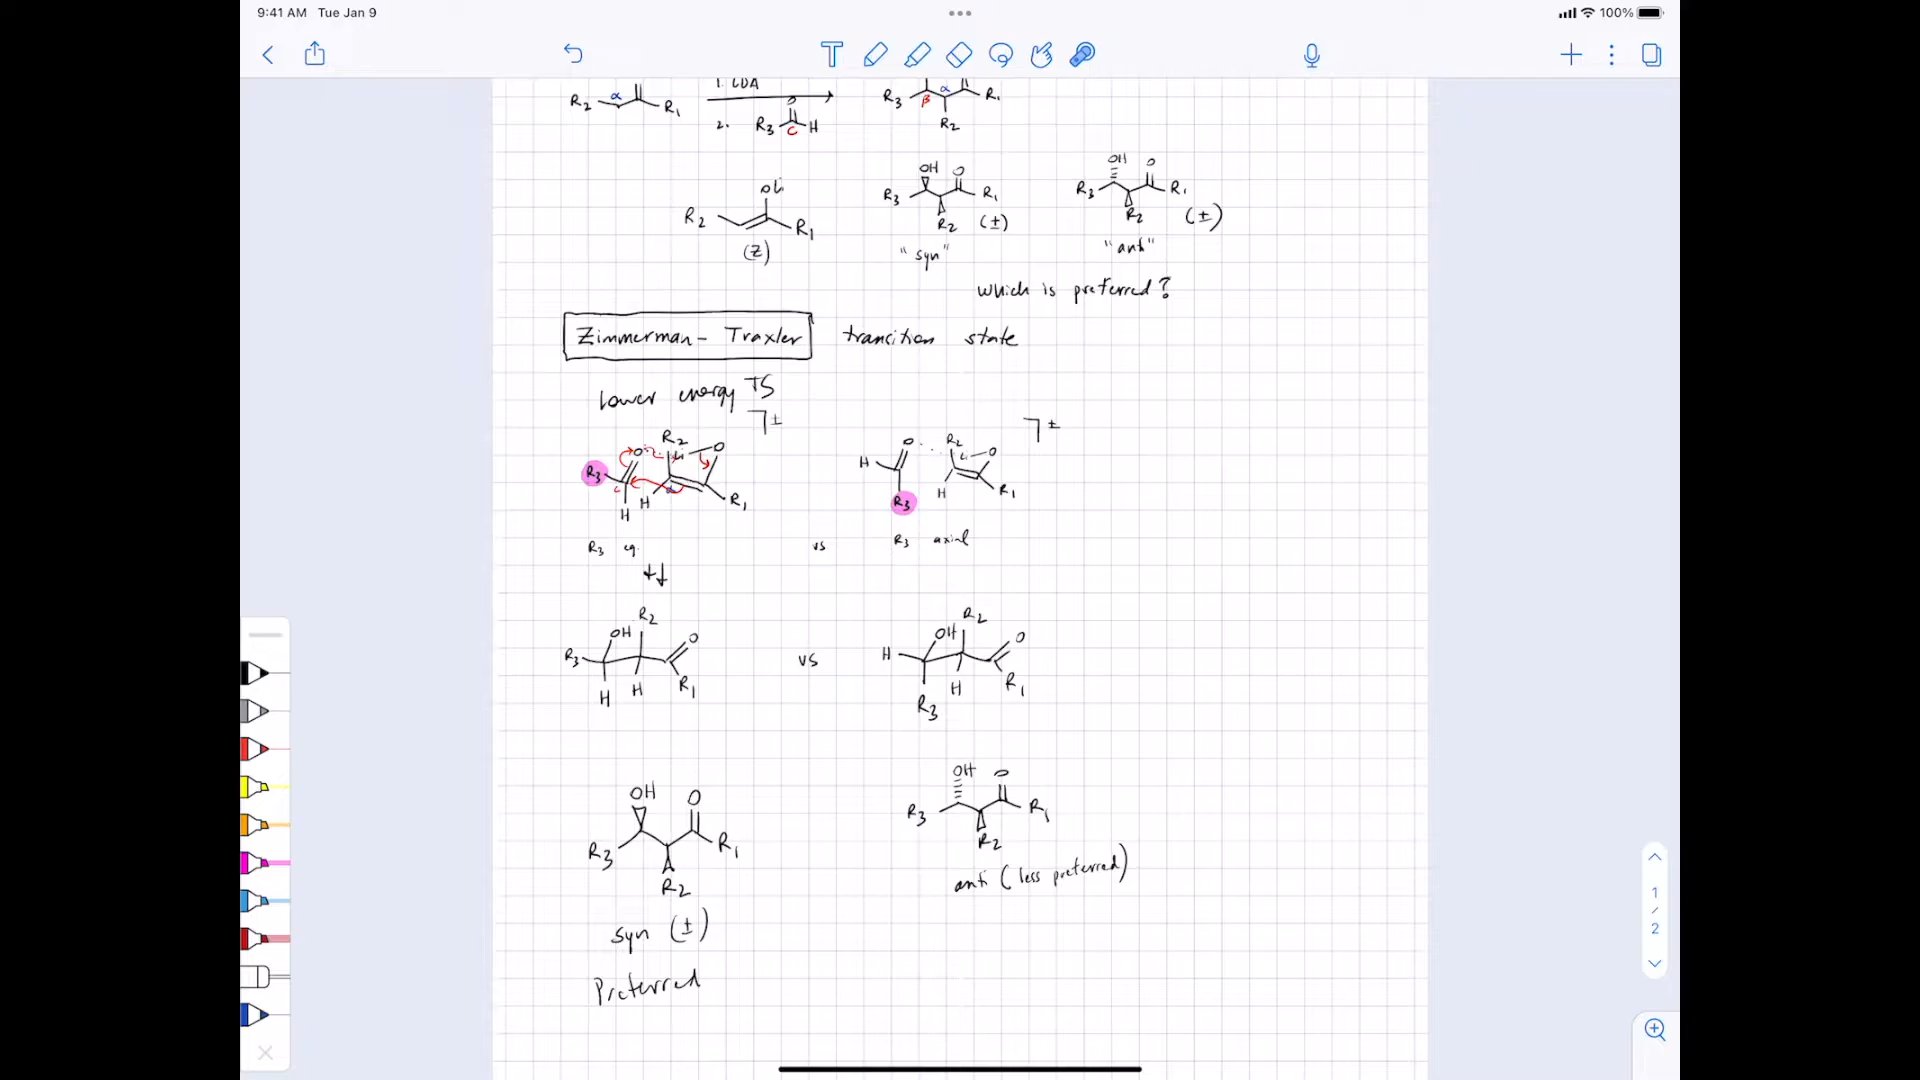 9:41 AM Tue Jan 9
100%
1. LDA
R2 α R1
2. R3 O C H
R3 β α R1
R2
OLi
R2 R1
(Z)
OH O
R3 R1
R2 (±)
"syn"
OH O
R3 R1
R2 (±)
"anti"
Which is preferred?
Zimmerman-Traxler transition state
lower energy TS
‡
R2 O
O Li
R3
C α R1
H H
R3 eq.
vs
‡
O R2
H Li O
H R1
R3
R3 axial
R2
OH O
R3
H H R1
vs
R2
OH O
H
H R1
R3
OH O
R3 R1
R2
syn (±)
Preferred
OH O
R3 R1
R2
anti (less preferred)
1
/
2